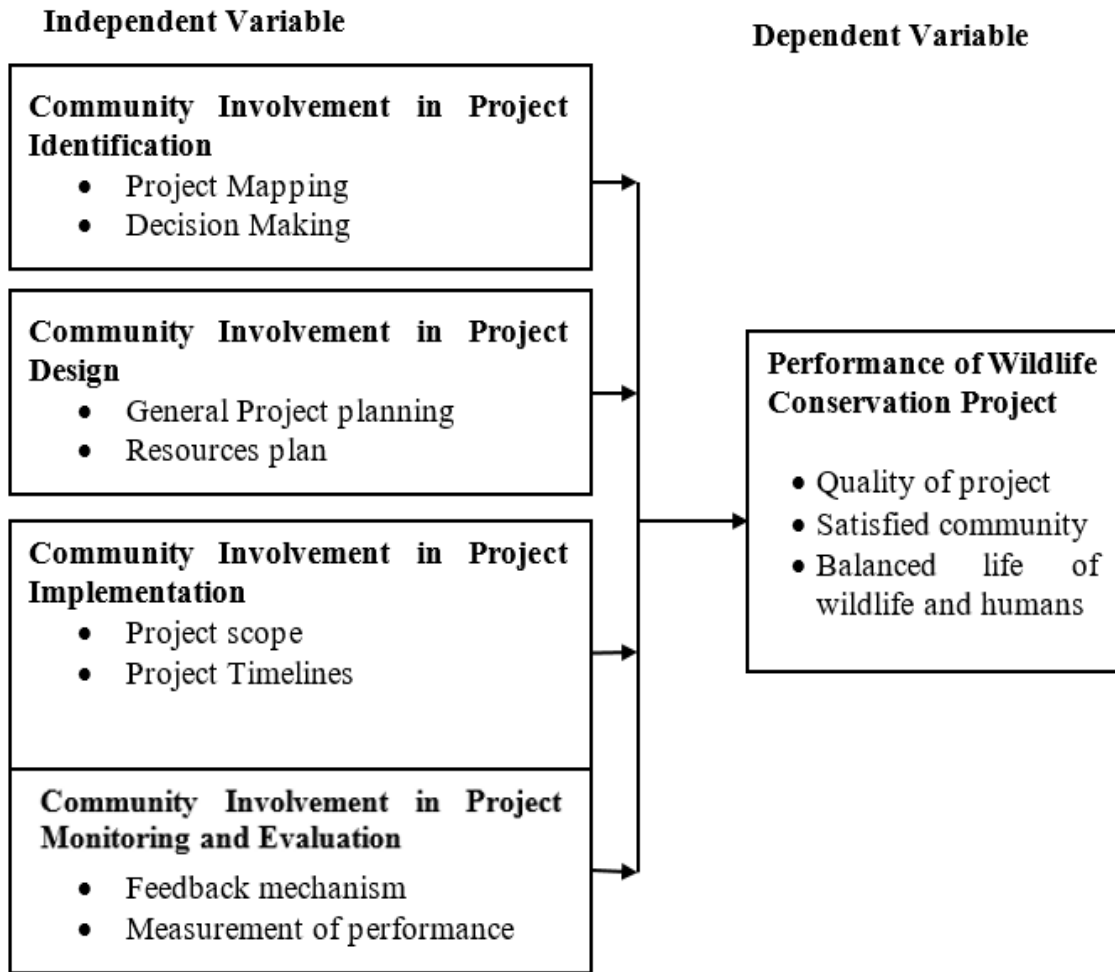 Independent Variable
Dependent Variable
Community Involvement in Project
Identification
• Project Mapping
• Decision Making
Community Involvement in Project
Design
• General Project planning
• Resources plan
Community Involvement in Project
Implementation
• Project scope
• Project Timelines
Community Involvement in Project
Monitoring and Evaluation
• Feedback mechanism
• Measurement of performance
Performance of Wildlife
Conservation Project
• Quality of project
• Satisfied community
• Balanced life of
wildlife and humans